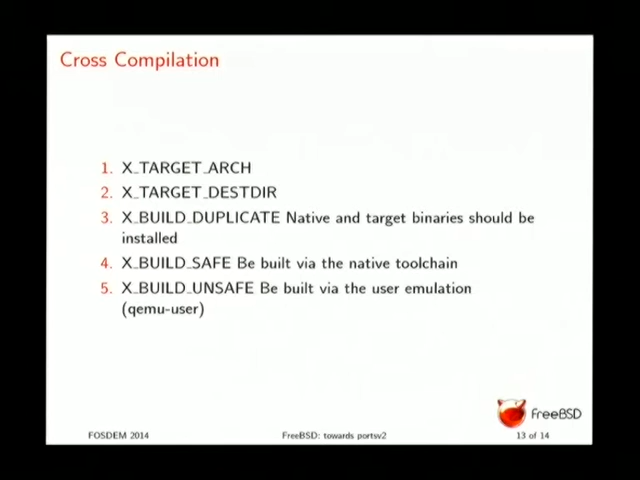 Cross Compilation
1. X_TARGET_ARCH
2. X_TARGET_DESTDIR
3. X_BUILD_DUPLICATE Native and target binaries should be
installed
4. X_BUILD_SAFE Be built via the native toolchain
5. X_BUILD_UNSAFE Be built via the user emulation
(qemu-user)
FreeBSD
FOSDEM 2014 FreeBSD: towards portsv2 13 of 14